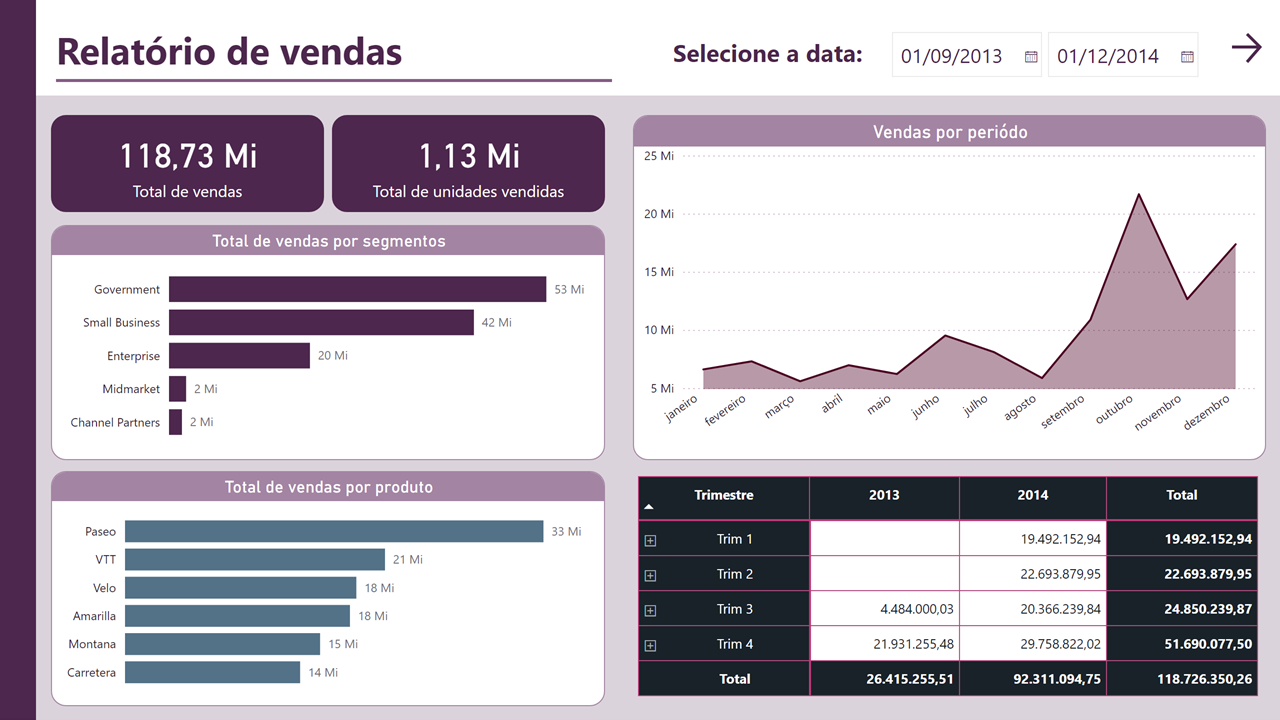 Relatório de vendas
Selecione a data:
01/09/2013
01/12/2014
118,73 Mi
Total de vendas
1,13 Mi
Total de unidades vendidas
Total de vendas por segmentos
Government 53 Mi
Small Business 42 Mi
Enterprise 20 Mi
Midmarket 2 Mi
Channel Partners 2 Mi
Total de vendas por produto
Paseo 33 Mi
VTT 21 Mi
Velo 18 Mi
Amarilla 18 Mi
Montana 15 Mi
Carretera 14 Mi
Vendas por periódo
25 Mi
20 Mi
15 Mi
10 Mi
5 Mi
janeiro fevereiro março abril maio junho julho agosto setembro outubro novembro dezembro
Trimestre 2013 2014 Total
Trim 1 19.492.152,94 19.492.152,94
Trim 2 22.693.879,95 22.693.879,95
Trim 3 4.484.000,03 20.366.239,84 24.850.239,87
Trim 4 21.931.255,48 29.758.822,02 51.690.077,50
Total 26.415.255,51 92.311.094,75 118.726.350,26